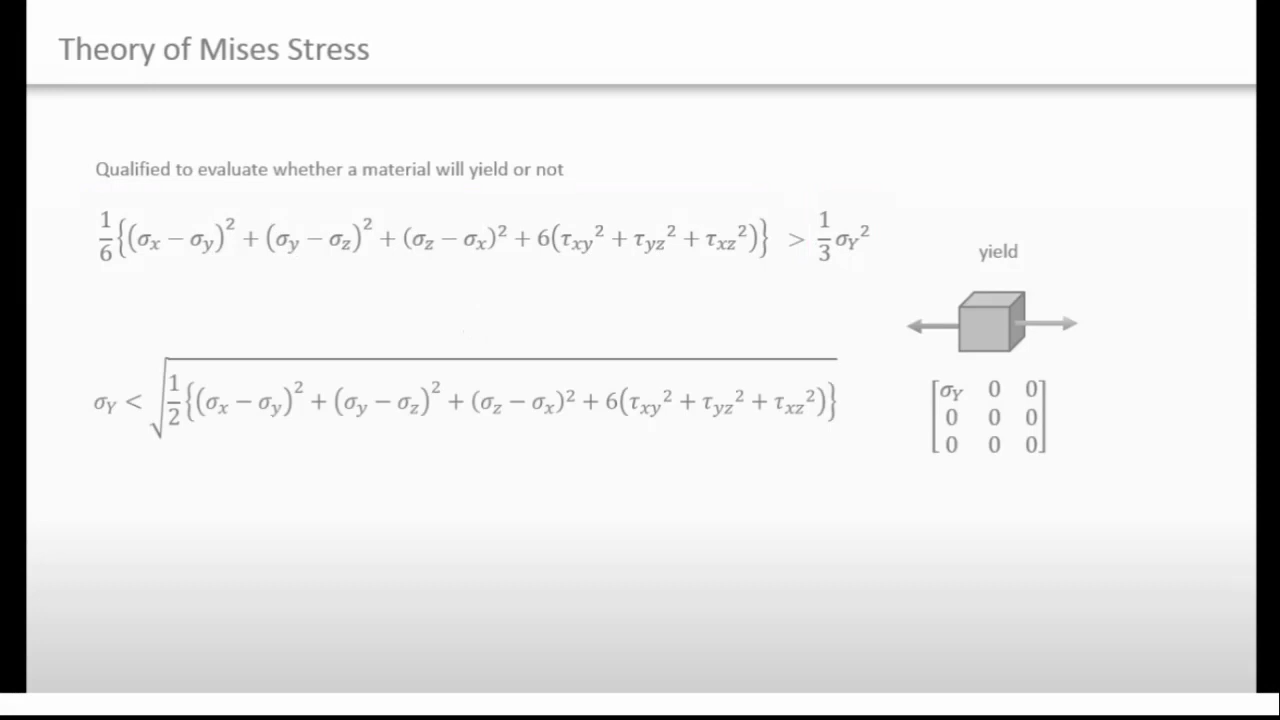 Theory of Mises Stress
Qualified to evaluate whether a material will yield or not
1/6{(σx − σy)² + (σy − σz)² + (σz − σx)² + 6(τxy² + τyz² + τxz²)} > 1/3 σY²
yield
σY < √(1/2{(σx − σy)² + (σy − σz)² + (σz − σx)² + 6(τxy² + τyz² + τxz²)})
[σY 0 0]
[0 0 0]
[0 0 0]